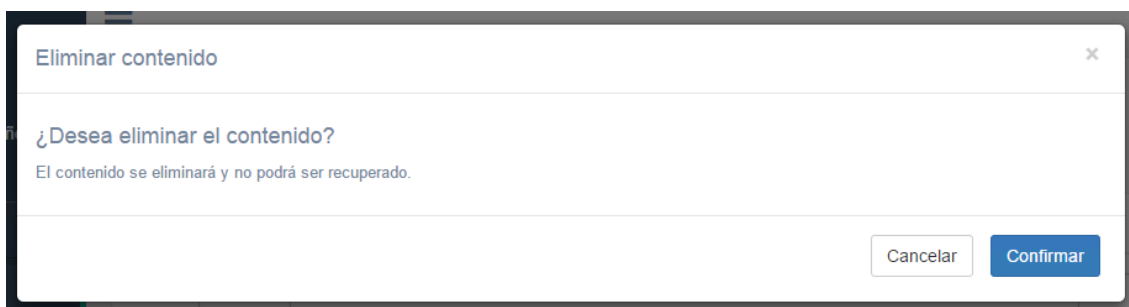 Eliminar contenido
×
¿Desea eliminar el contenido?
El contenido se eliminará y no podrá ser recuperado.
Cancelar Confirmar